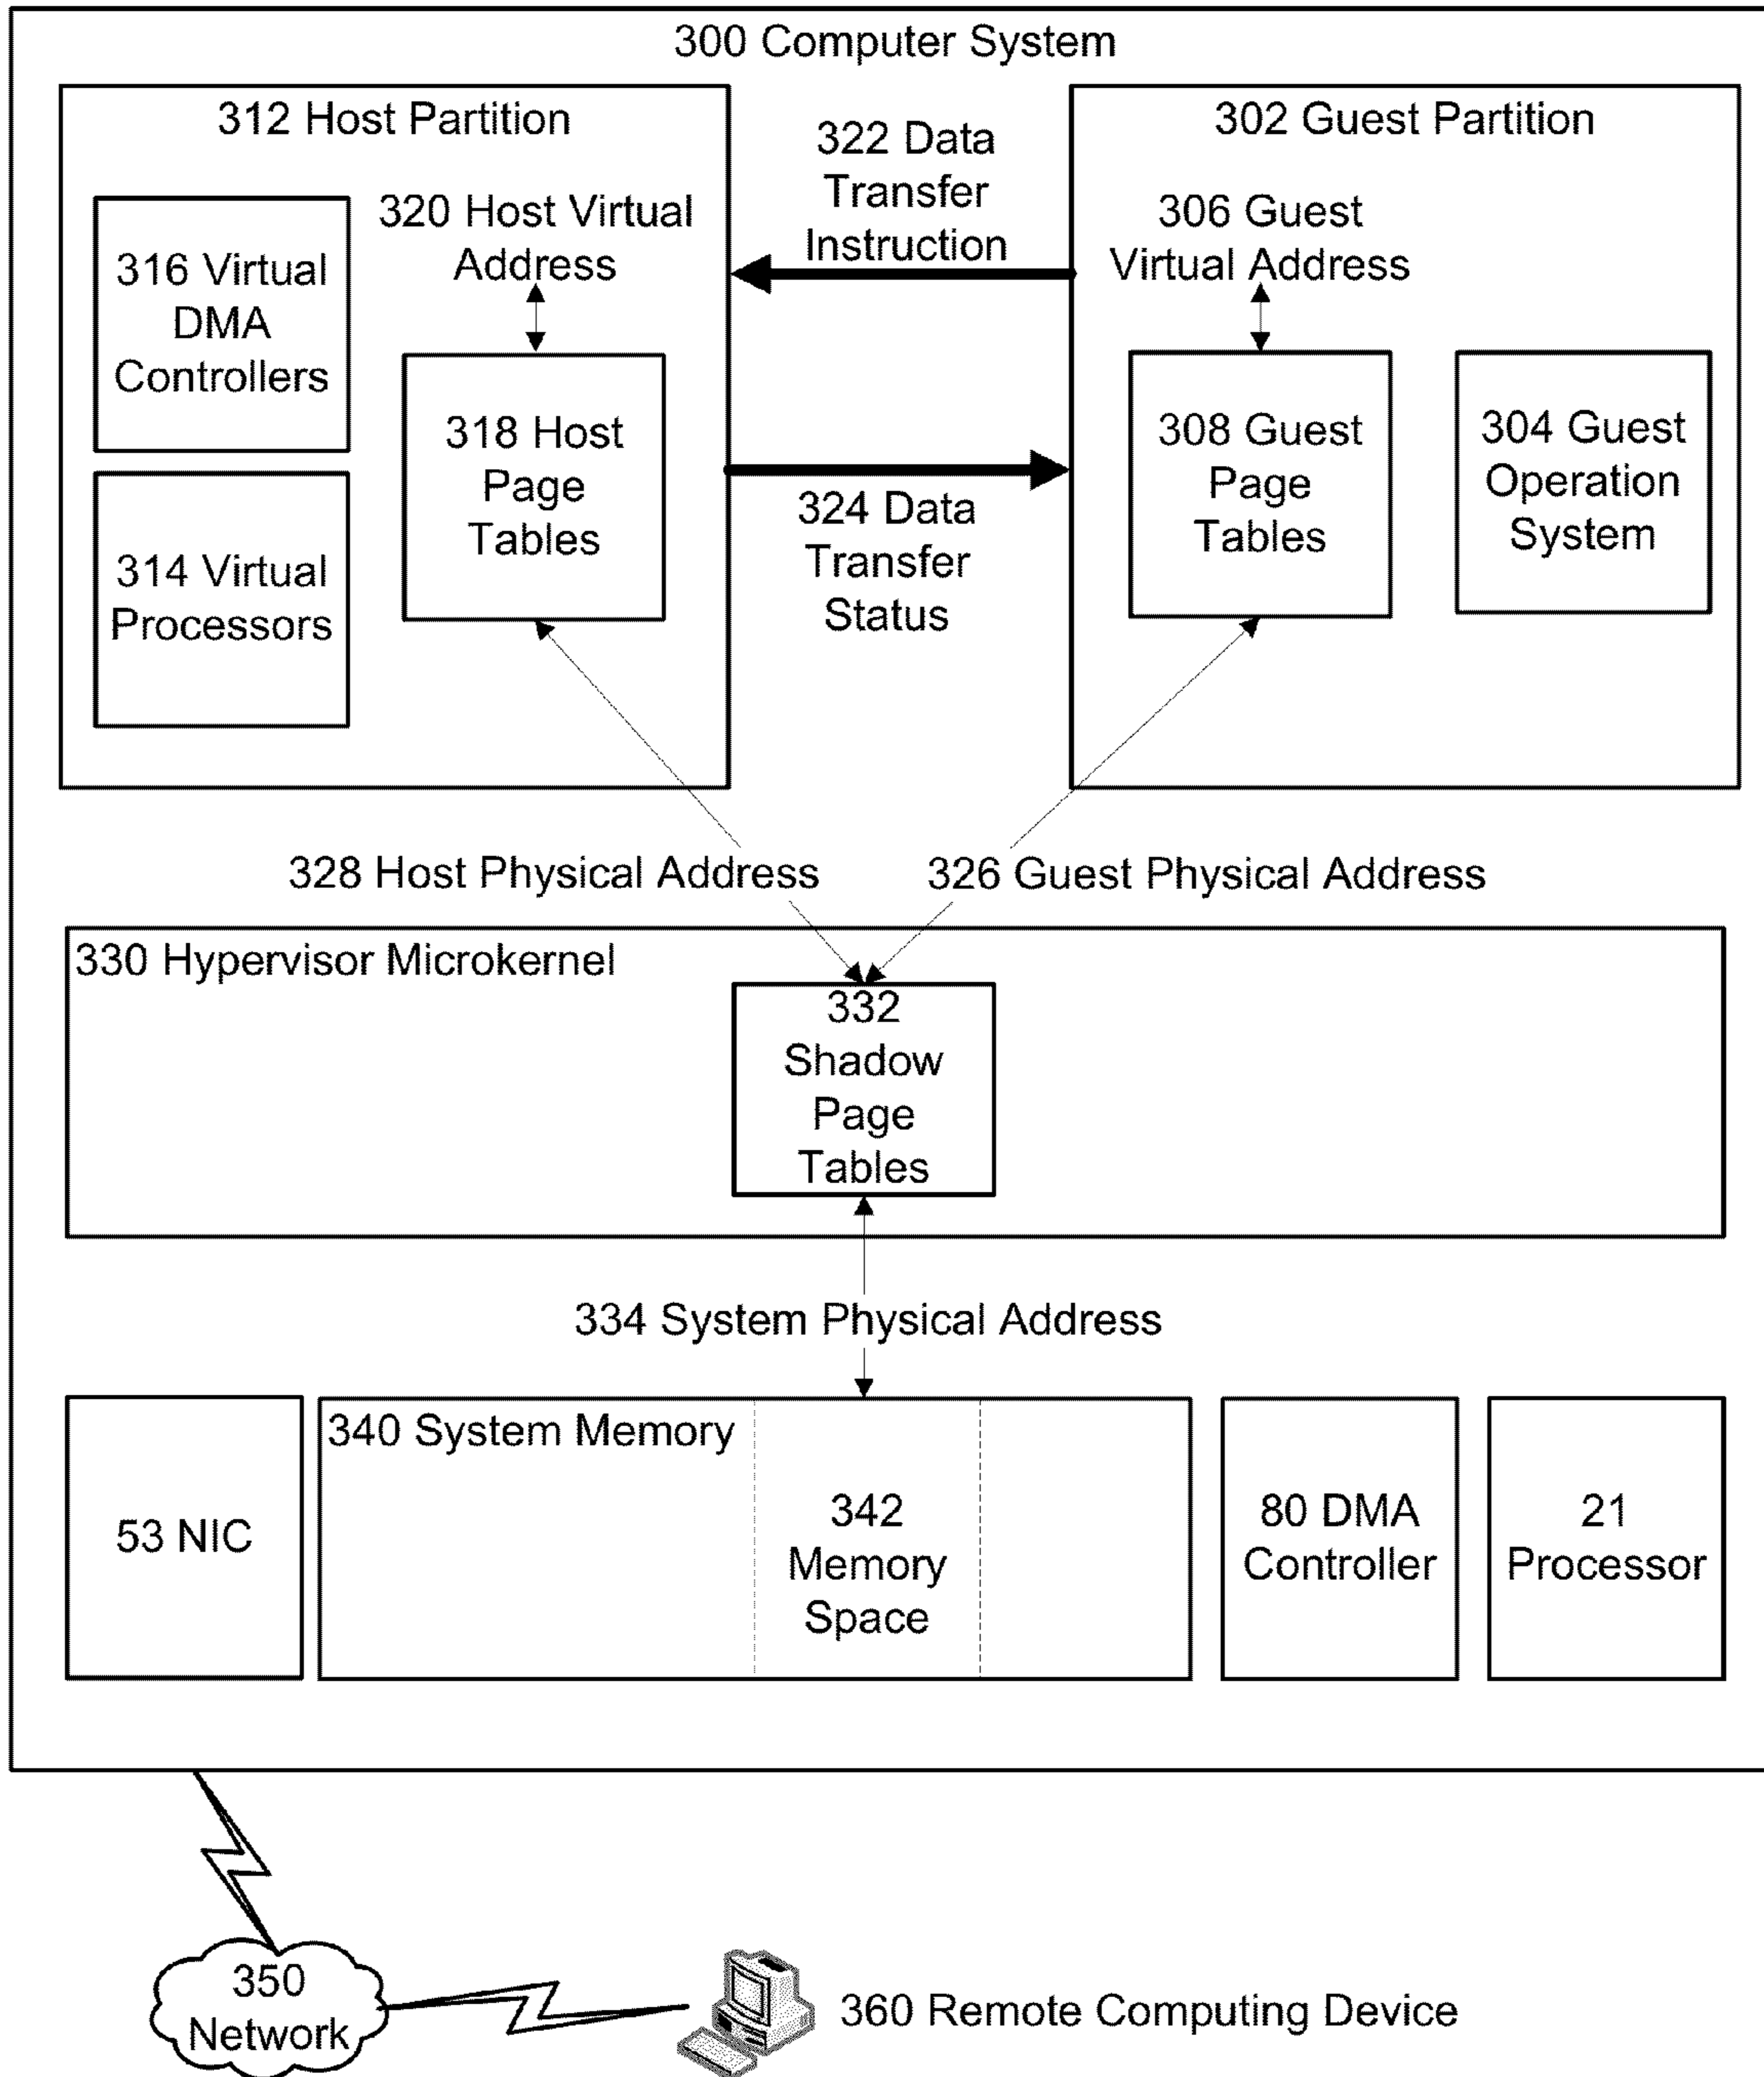 300 Computer System
312 Host Partition
316 Virtual
DMA
Controllers
314 Virtual
Processors
320 Host Virtual
Address
318 Host
Page
Tables
322 Data
Transfer
Instruction
324 Data
Transfer
Status
302 Guest Partition
306 Guest
Virtual Address
308 Guest
Page
Tables
304 Guest
Operation
System
328 Host Physical Address
326 Guest Physical Address
330 Hypervisor Microkernel
332
Shadow
Page
Tables
334 System Physical Address
53 NIC
340 System Memory
342
Memory
Space
80 DMA
Controller
21
Processor
350
Network
360 Remote Computing Device